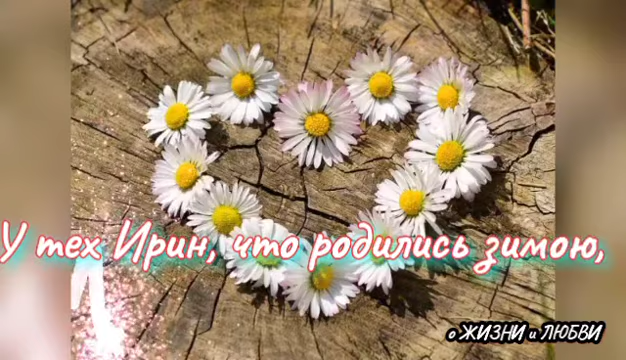 У тех Ирин, что родились зимою,
о ЖИЗНИ и ЛЮБВИ